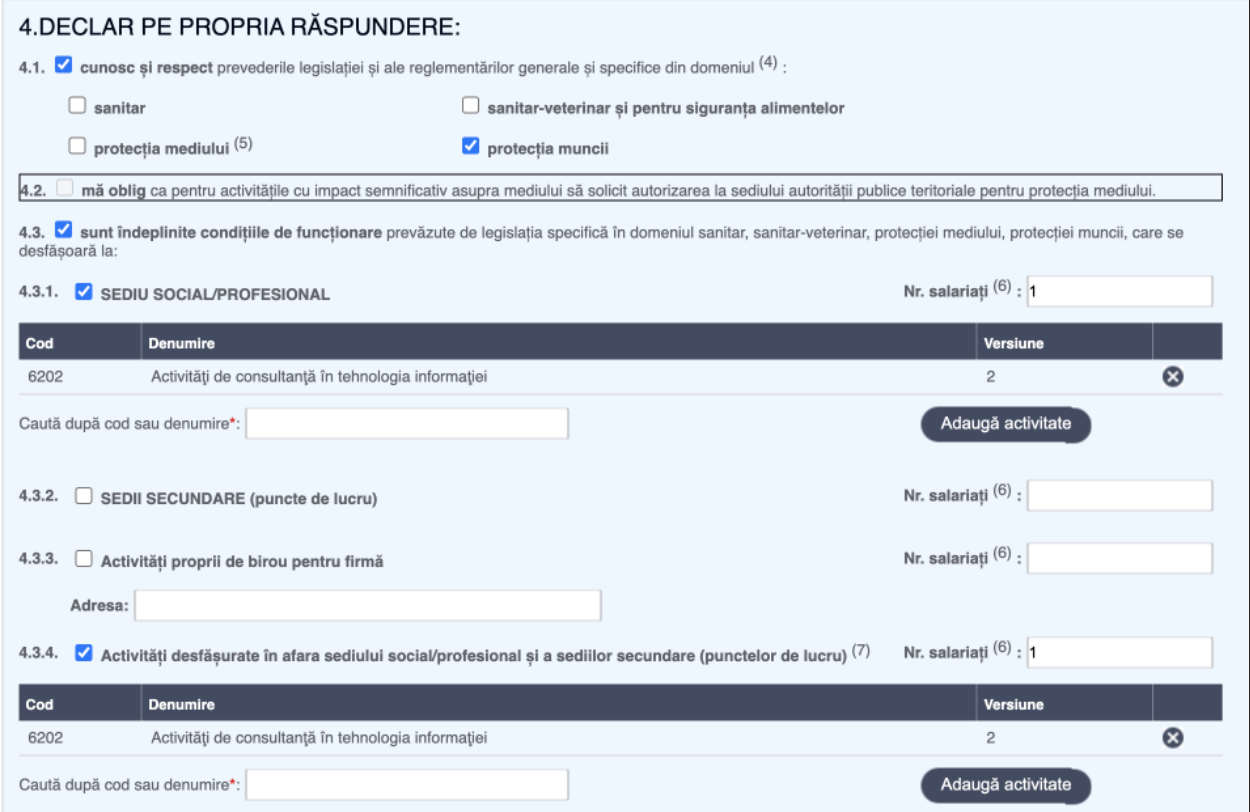 4.DECLAR PE PROPRIA RĂSPUNDERE:
4.1. cunosc și respect prevederile legislației și ale reglementărilor generale și specifice din domeniul (4) :
sanitar
sanitar-veterinar și pentru siguranța alimentelor
protecția mediului (5)
protecția muncii
4.2. mă oblig ca pentru activitățile cu impact semnificativ asupra mediului să solicit autorizarea la sediului autorității publice teritoriale pentru protecția mediului.
4.3. sunt îndeplinite condițiile de funcționare prevăzute de legislația specifică în domeniul sanitar, sanitar-veterinar, protecției mediului, protecției muncii, care se
desfășoară la:
4.3.1. SEDIU SOCIAL/PROFESIONAL Nr. salariați (6) : 1
Cod Denumire Versiune
6202 Activităţi de consultanţă în tehnologia informaţiei 2
Caută după cod sau denumire*: Adaugă activitate
4.3.2. SEDII SECUNDARE (puncte de lucru) Nr. salariați (6) :
4.3.3. Activități proprii de birou pentru firmă Nr. salariați (6) :
Adresa:
4.3.4. Activități desfășurate în afara sediului social/profesional și a sediilor secundare (punctelor de lucru) (7) Nr. salariați (6) : 1
Cod Denumire Versiune
6202 Activităţi de consultanţă în tehnologia informaţiei 2
Caută după cod sau denumire*: Adaugă activitate